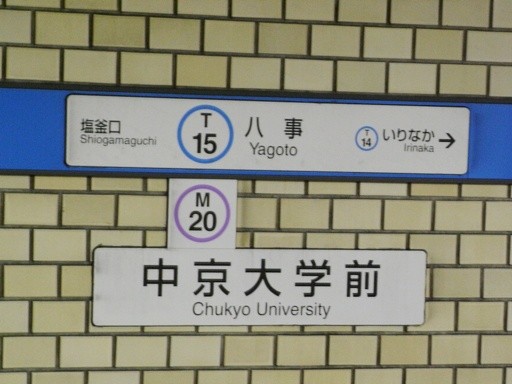 塩釜口
Shiogamaguchi
T
15
八事
Yagoto
T
14
いりなか
Irinaka
M
20
中京大学前
Chukyo University